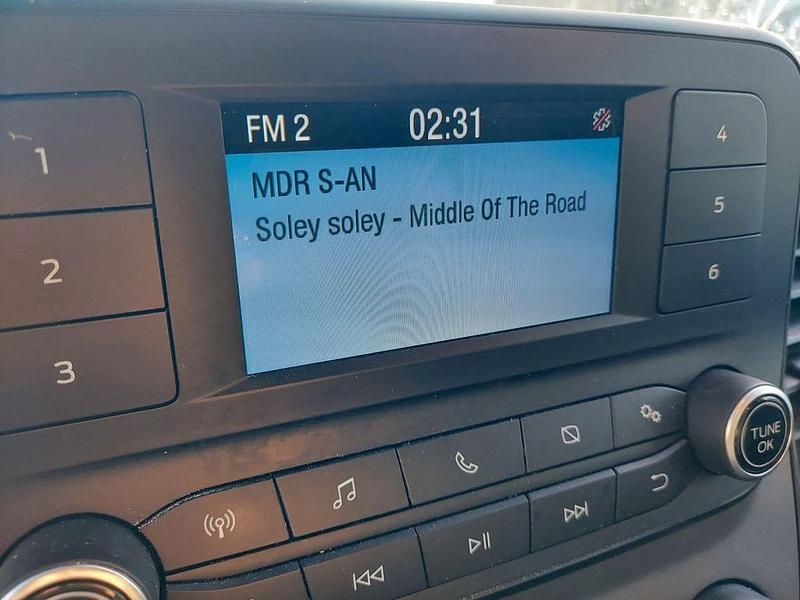 FM 2 02:31
MDR S-AN
Soley soley - Middle Of The Road
1
2
3
4
5
6
TUNE
OK